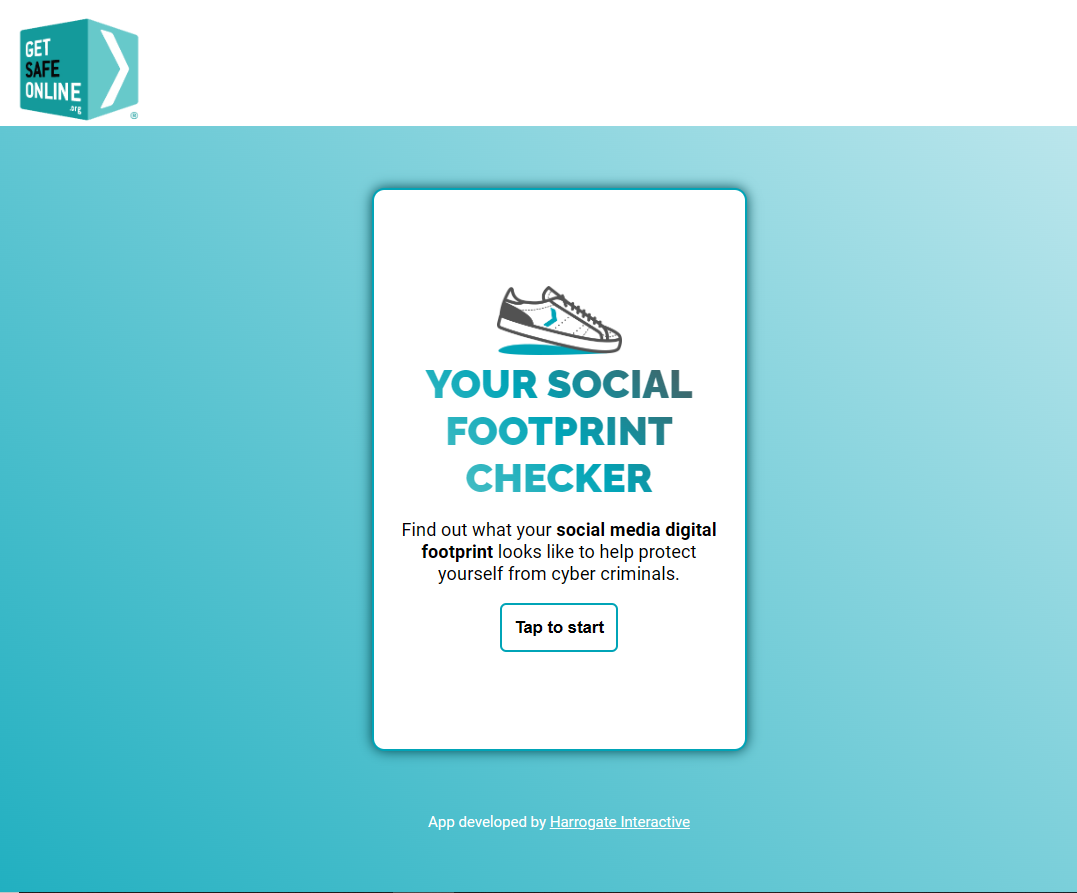 GET
SAFE
ONLINE
.org
®
YOUR SOCIAL
FOOTPRINT
CHECKER
Find out what your social media digital
footprint looks like to help protect
yourself from cyber criminals.
Tap to start
App developed by Harrogate Interactive